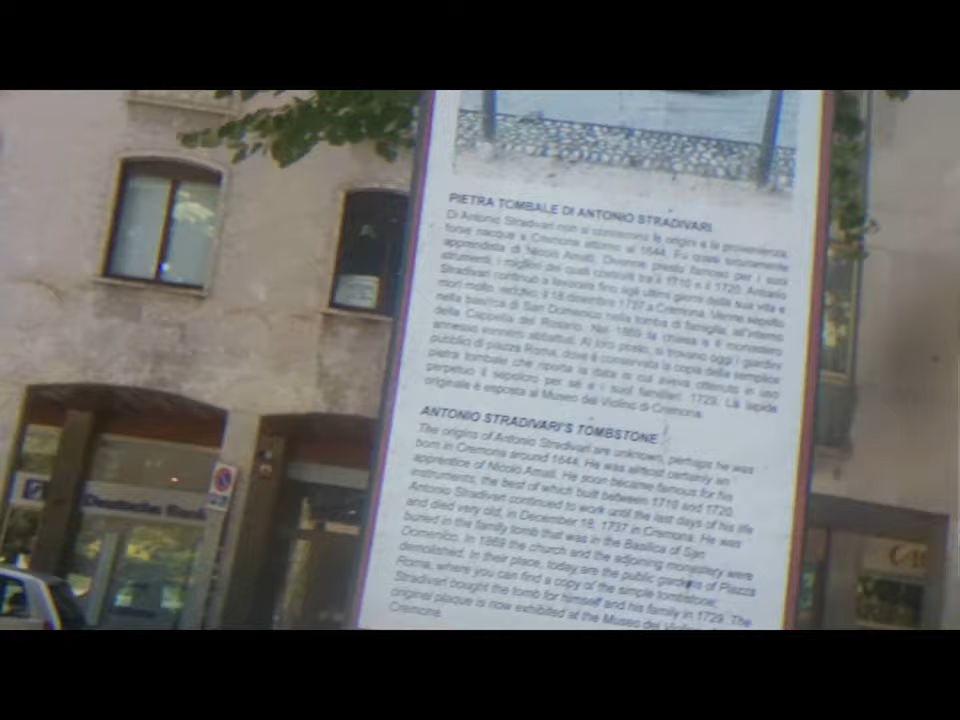 PIETRA TOMBALE DI ANTONIO STRADIVARI
Di Antonio Stradivari non si conoscono le origini e la provenienza,
forse nacque a Cremona attorno al 1644. Fu quasi sicuramente
apprendista di Nicolò Amati. Divenne presto famoso per i suoi
strumenti, i migliori dei quali costruiti tra il 1716 e il 1720. Antonio
Stradivari continuò a lavorare fino agli ultimi giorni della sua vita e
morì molto vecchio, il 18 dicembre 1737 a Cremona. Venne sepolto
nella basilica di San Domenico nella tomba di famiglia, all'interno
della Cappella del Rosario. Nel 1869 la chiesa e il monastero
annesso vennero abbattuti. Al loro posto, si trovano oggi i giardini
pubblici di piazza Roma, dove è conservata la copia della semplice
pietra tombale che riporta la data in cui aveva ottenuto in uso
perpetuo il sepolcro per sé e i suoi familiari: 1729. La lapide
originale è esposta al Museo del Violino di Cremona.
ANTONIO STRADIVARI'S TOMBSTONE
The origins of Antonio Stradivari are unknown, perhaps he was
born in Cremona around 1644. He was almost certainly an
apprentice of Nicolò Amati. He soon became famous for his
instruments, the best of which built between 1716 and 1720.
Antonio Stradivari continued to work until the last days of his life
and died very old, in December 18, 1737 in Cremona. He was
buried in the family tomb that was in the Basilica of San
Domenico. In 1869 the church and the adjoining monastery were
demolished. In their place, today are the public gardens of Piazza
Roma, where you can find a copy of the simple tombstone;
Stradivari bought the tomb for himself and his family in 1729. The
original plaque is now exhibited at the Museo del Violino
Cremona.
Deutsche Bank